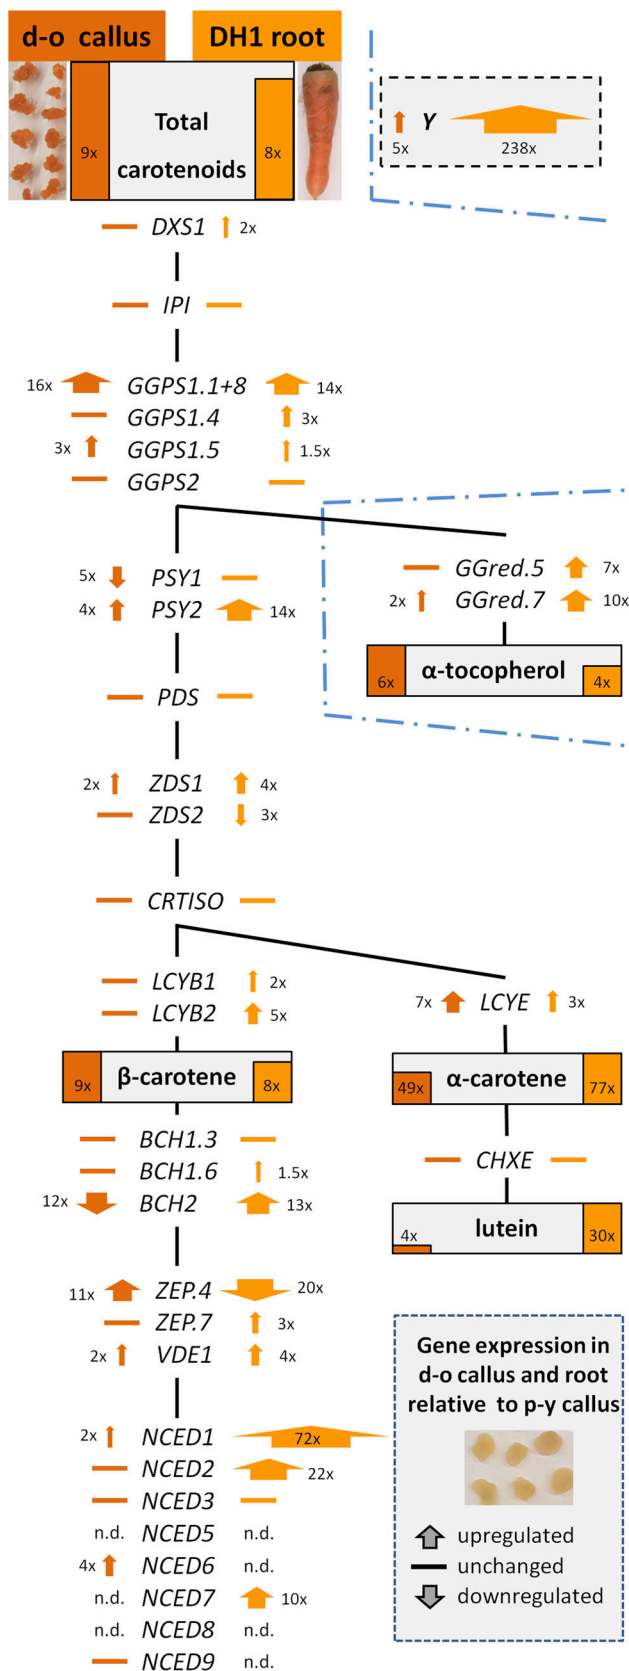 d-o callus DH1 root
Total
carotenoids
9x 8x
Y
5x 238x
DXS1 2x
IPI
16x GGPS1.1+8 14x
GGPS1.4 3x
3x GGPS1.5 1.5x
GGPS2
5x PSY1
4x PSY2 14x
GGred.5 7x
2x GGred.7 10x
α-tocopherol
6x 4x
PDS
2x ZDS1 4x
ZDS2 3x
CRTISO
LCYB1 2x
LCYB2 5x
7x LCYE 3x
β-carotene
9x 8x
α-carotene
49x 77x
BCH1.3
BCH1.6 1.5x
12x BCH2 13x
CHXE
lutein
4x 30x
11x ZEP.4 20x
ZEP.7 3x
2x VDE1 4x
2x NCED1 72x
NCED2 22x
NCED3
n.d. NCED5 n.d.
4x NCED6 n.d.
n.d. NCED7 10x
n.d. NCED8 n.d.
NCED9 n.d.
Gene expression in
d-o callus and root
relative to p-y callus
upregulated
unchanged
downregulated